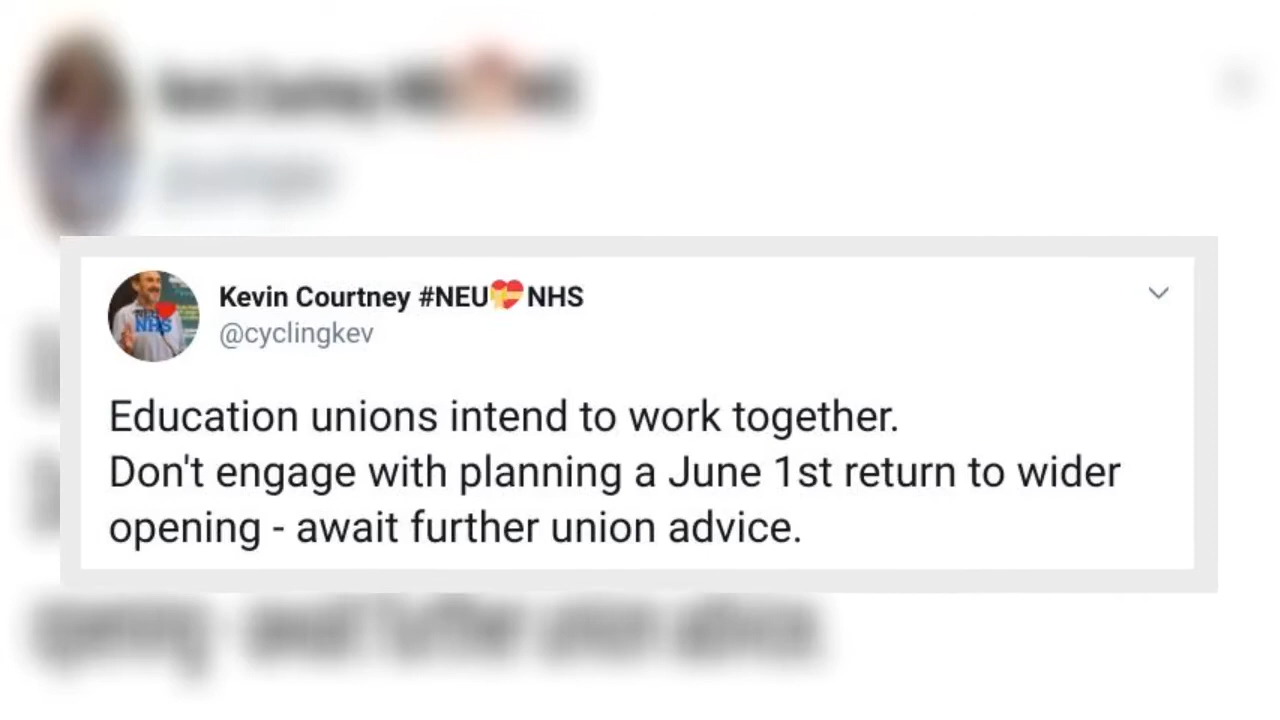 Kevin Courtney #NEU💝NHS
@cyclingkev
NHS
Education unions intend to work together.
Don't engage with planning a June 1st return to wider
opening - await further union advice.